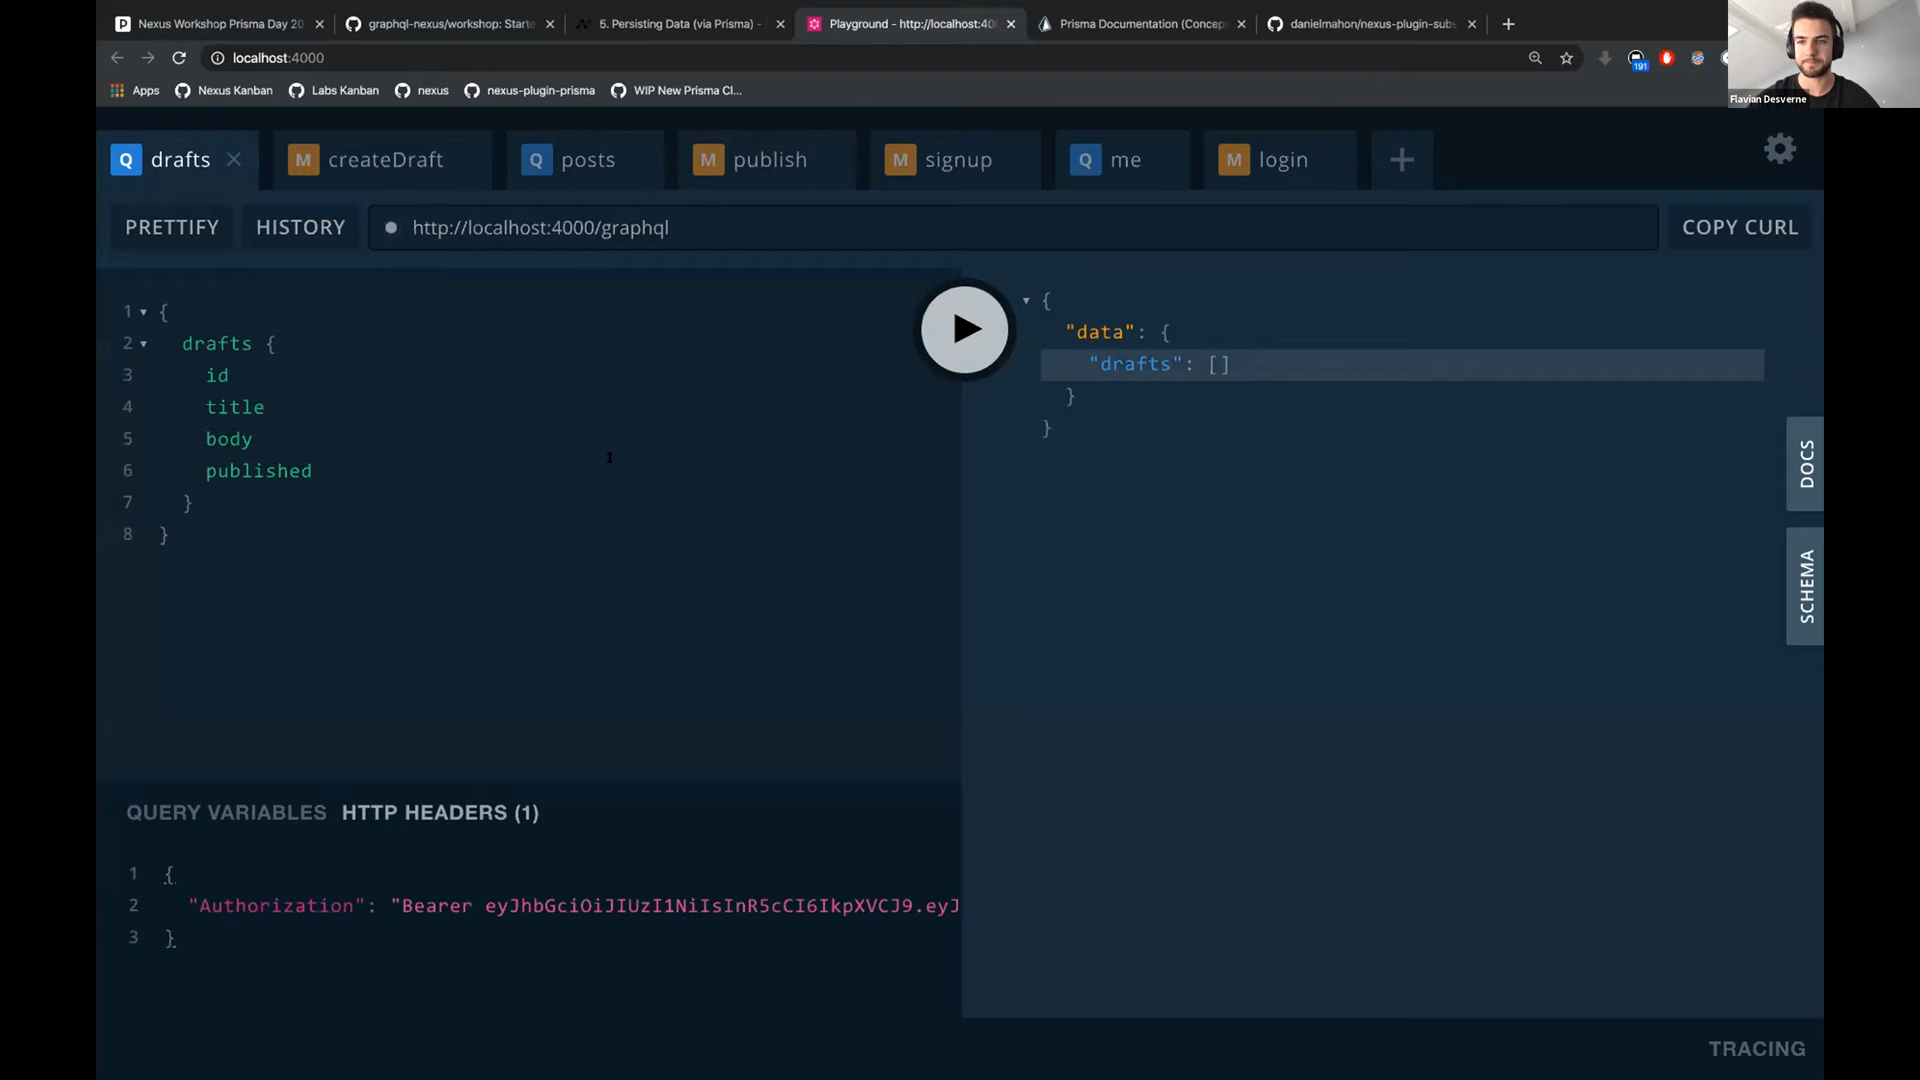 Nexus Workshop Prisma Day 20
graphql-nexus/workshop: Starte
5. Persisting Data (via Prisma) -
Playground - http://localhost:40
Prisma Documentation (Concep
danielmahon/nexus-plugin-subs
localhost:4000
191
Apps
Nexus Kanban
Labs Kanban
nexus
nexus-plugin-prisma
WIP New Prisma Cl...
Flavian Desverne
Q drafts
M createDraft
Q posts
M publish
M signup
Q me
M login
PRETTIFY
HISTORY
http://localhost:4000/graphql
COPY CURL
1 {
2 drafts {
3 id
4 title
5 body
6 published
7 }
8 }
{
"data": {
"drafts": []
}
}
DOCS
SCHEMA
QUERY VARIABLES
HTTP HEADERS (1)
1 {
2 "Authorization": "Bearer eyJhbGciOiJIUzI1NiIsInR5cCI6IkpXVCJ9.eyJ
3 }
TRACING